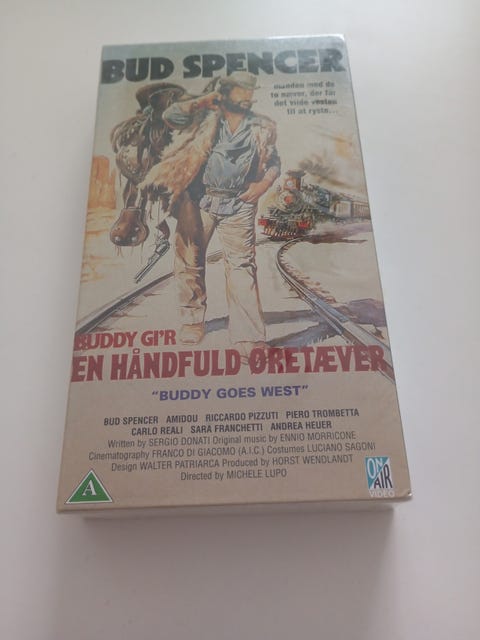 BUD SPENCER
manden med de
to næver, der får
det vilde vesten
til at ryste...
BUDDY GI'R
EN HÅNDFULD ØRETÆVER
"BUDDY GOES WEST"
BUD SPENCER AMIDOU RICCARDO PIZZUTI PIERO TROMBETTA
CARLO REALI SARA FRANCHETTI ANDREA HEUER
Written by SERGIO DONATI Original music by ENNIO MORRICONE
Cinematography FRANCO DI GIACOMO (A.I.C.) Costumes LUCIANO SAGONI
Design WALTER PATRIARCA Produced by HORST WENDLANDT
Directed by MICHELE LUPO
A
ON
AIR
VIDEO